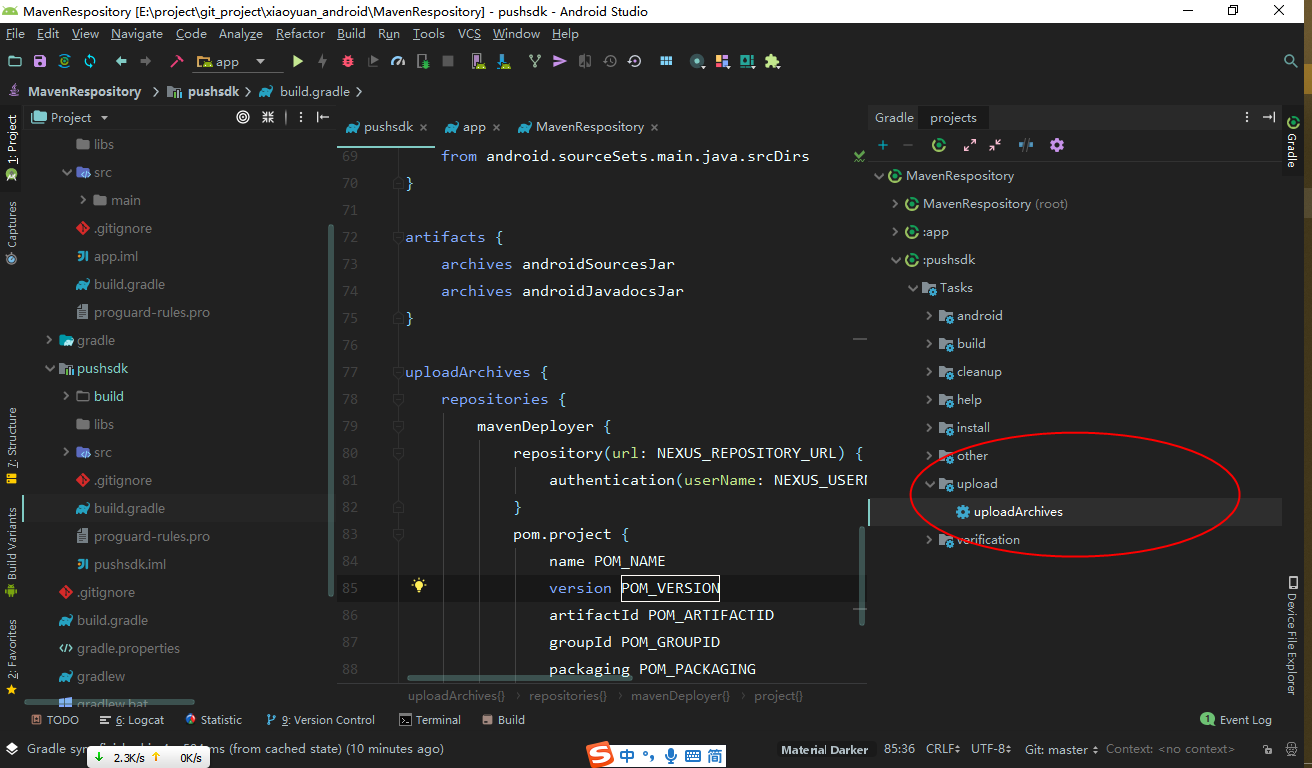 MavenRespository [E:\project\git_project\xiaoyuan_android\MavenRespository] - pushsdk - Android Studio
File Edit View Navigate Code Analyze Refactor Build Run Tools VCS Window Help
app
MavenRespository pushsdk build.gradle
1: Project
Captures
7: Structure
Build Variants
2: Favorites
Project
libs
src
main
.gitignore
app.iml
build.gradle
proguard-rules.pro
gradle
pushsdk
build
libs
src
.gitignore
build.gradle
proguard-rules.pro
pushsdk.iml
.gitignore
build.gradle
gradle.properties
gradlew
gradlew.bat
pushsdk app MavenRespository
69 from android.sourceSets.main.java.srcDirs
70 }
71
72 artifacts {
73 archives androidSourcesJar
74 archives androidJavadocsJar
75 }
76
77 uploadArchives {
78 repositories {
79 mavenDeployer {
80 repository(url: NEXUS_REPOSITORY_URL) {
81 authentication(userName: NEXUS_USERN
82 }
83 pom.project {
84 name POM_NAME
85 version POM_VERSION
86 artifactId POM_ARTIFACTID
87 groupId POM_GROUPID
88 packaging POM_PACKAGING
uploadArchives{} repositories{} mavenDeployer{} project{}
Gradle projects
MavenRespository
MavenRespository (root)
:app
:pushsdk
Tasks
android
build
cleanup
help
install
other
upload
uploadArchives
verification
Gradle
Device File Explorer
TODO 6: Logcat Statistic 9: Version Control Terminal Build 1 Event Log
Gradle syn (from cached state) (10 minutes ago) Material Darker 85:36 CRLF UTF-8 Git: master Context: <no context>
2.3K/s 0K/s
S 中 简